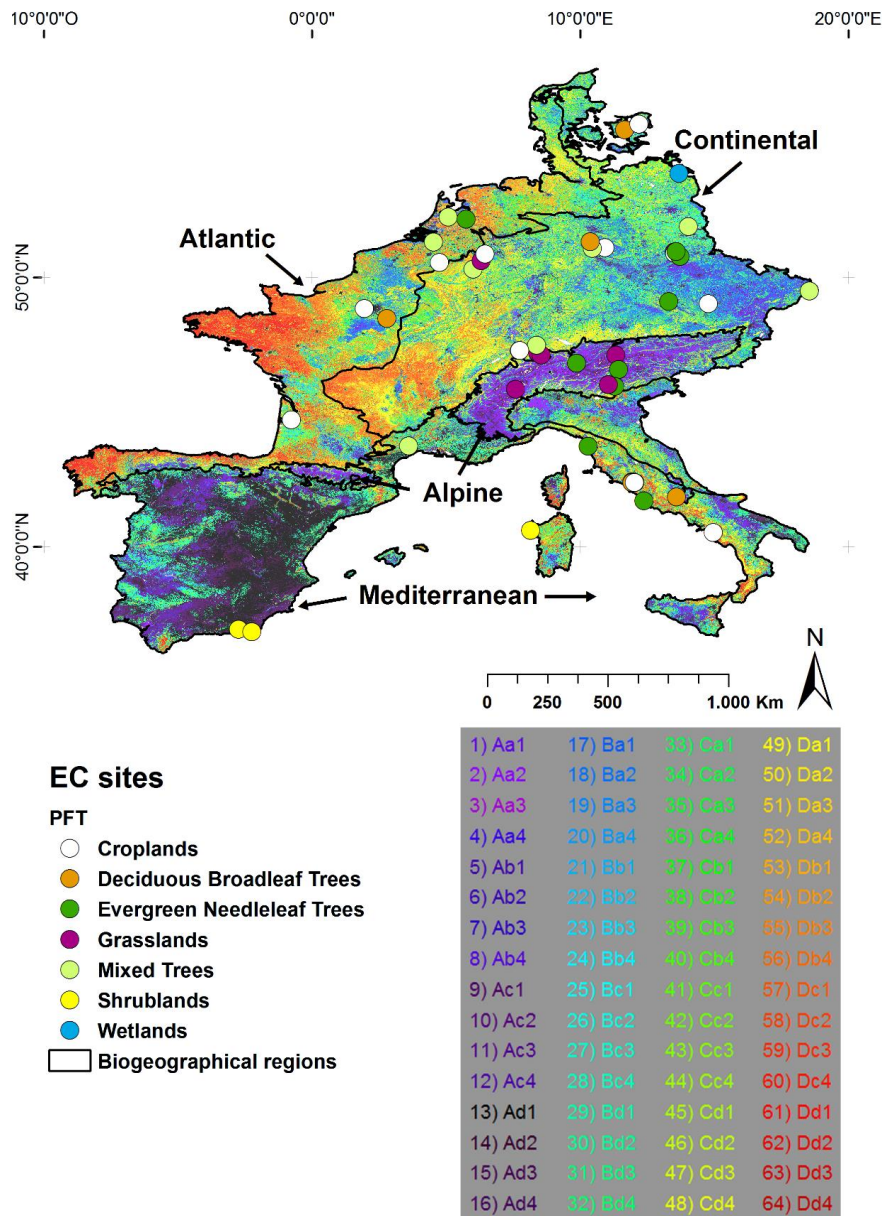 10°0'0"O 0°0'0" 10°0'0"E 20°0'0"E
Continental
Atlantic
50°0'0"N
Alpine
40°0'0"N
Mediterranean
N
0 250 500 1.000 Km
EC sites
PFT
Croplands
Deciduous Broadleaf Trees
Evergreen Needleleaf Trees
Grasslands
Mixed Trees
Shrublands
Wetlands
Biogeographical regions
1) Aa1 17) Ba1 33) Ca1 49) Da1
2) Aa2 18) Ba2 34) Ca2 50) Da2
3) Aa3 19) Ba3 35) Ca3 51) Da3
4) Aa4 20) Ba4 36) Ca4 52) Da4
5) Ab1 21) Bb1 37) Cb1 53) Db1
6) Ab2 22) Bb2 38) Cb2 54) Db2
7) Ab3 23) Bb3 39) Cb3 55) Db3
8) Ab4 24) Bb4 40) Cb4 56) Db4
9) Ac1 25) Bc1 41) Cc1 57) Dc1
10) Ac2 26) Bc2 42) Cc2 58) Dc2
11) Ac3 27) Bc3 43) Cc3 59) Dc3
12) Ac4 28) Bc4 44) Cc4 60) Dc4
13) Ad1 29) Bd1 45) Cd1 61) Dd1
14) Ad2 30) Bd2 46) Cd2 62) Dd2
15) Ad3 31) Bd3 47) Cd3 63) Dd3
16) Ad4 32) Bd4 48) Cd4 64) Dd4